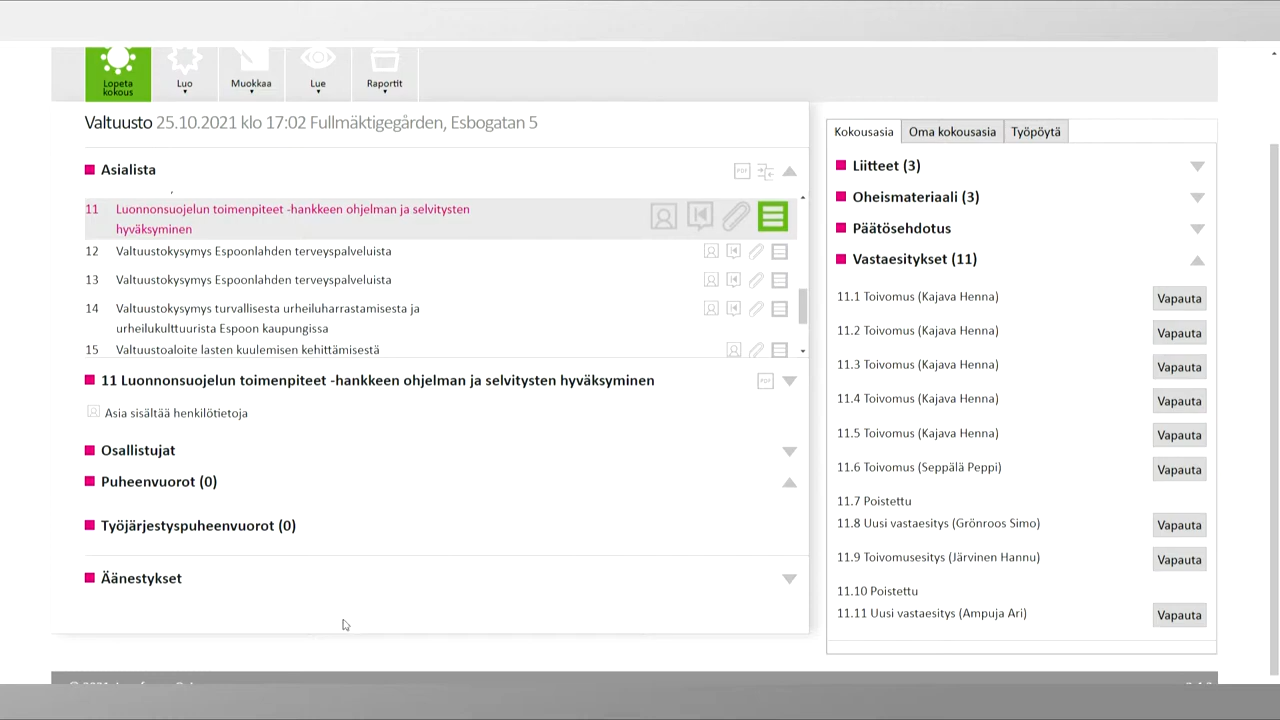 Lopeta
kokous
Luo
Muokkaa
Lue
Raportit
Valtuusto 25.10.2021 klo 17:02 Fullmäktigegården, Esbogatan 5
Asialista
PDF
11 Luonnonsuojelun toimenpiteet -hankkeen ohjelman ja selvitysten
hyväksyminen
12 Valtuustokysymys Espoonlahden terveyspalveluista
13 Valtuustokysymys Espoonlahden terveyspalveluista
14 Valtuustokysymys turvallisesta urheiluharrastamisesta ja
urheilukulttuurista Espoon kaupungissa
15 Valtuustoaloite lasten kuulemisen kehittämisestä
11 Luonnonsuojelun toimenpiteet -hankkeen ohjelman ja selvitysten hyväksyminen
PDF
Asia sisältää henkilötietoja
Osallistujat
Puheenvuorot (0)
Työjärjestyspuheenvuorot (0)
Äänestykset
Kokousasia
Oma kokousasia
Työpöytä
Liitteet (3)
Oheismateriaali (3)
Päätösehdotus
Vastaesitykset (11)
11.1 Toivomus (Kajava Henna) Vapauta
11.2 Toivomus (Kajava Henna) Vapauta
11.3 Toivomus (Kajava Henna) Vapauta
11.4 Toivomus (Kajava Henna) Vapauta
11.5 Toivomus (Kajava Henna) Vapauta
11.6 Toivomus (Seppälä Peppi) Vapauta
11.7 Poistettu
11.8 Uusi vastaesitys (Grönroos Simo) Vapauta
11.9 Toivomusesitys (Järvinen Hannu) Vapauta
11.10 Poistettu
11.11 Uusi vastaesitys (Ampuja Ari) Vapauta